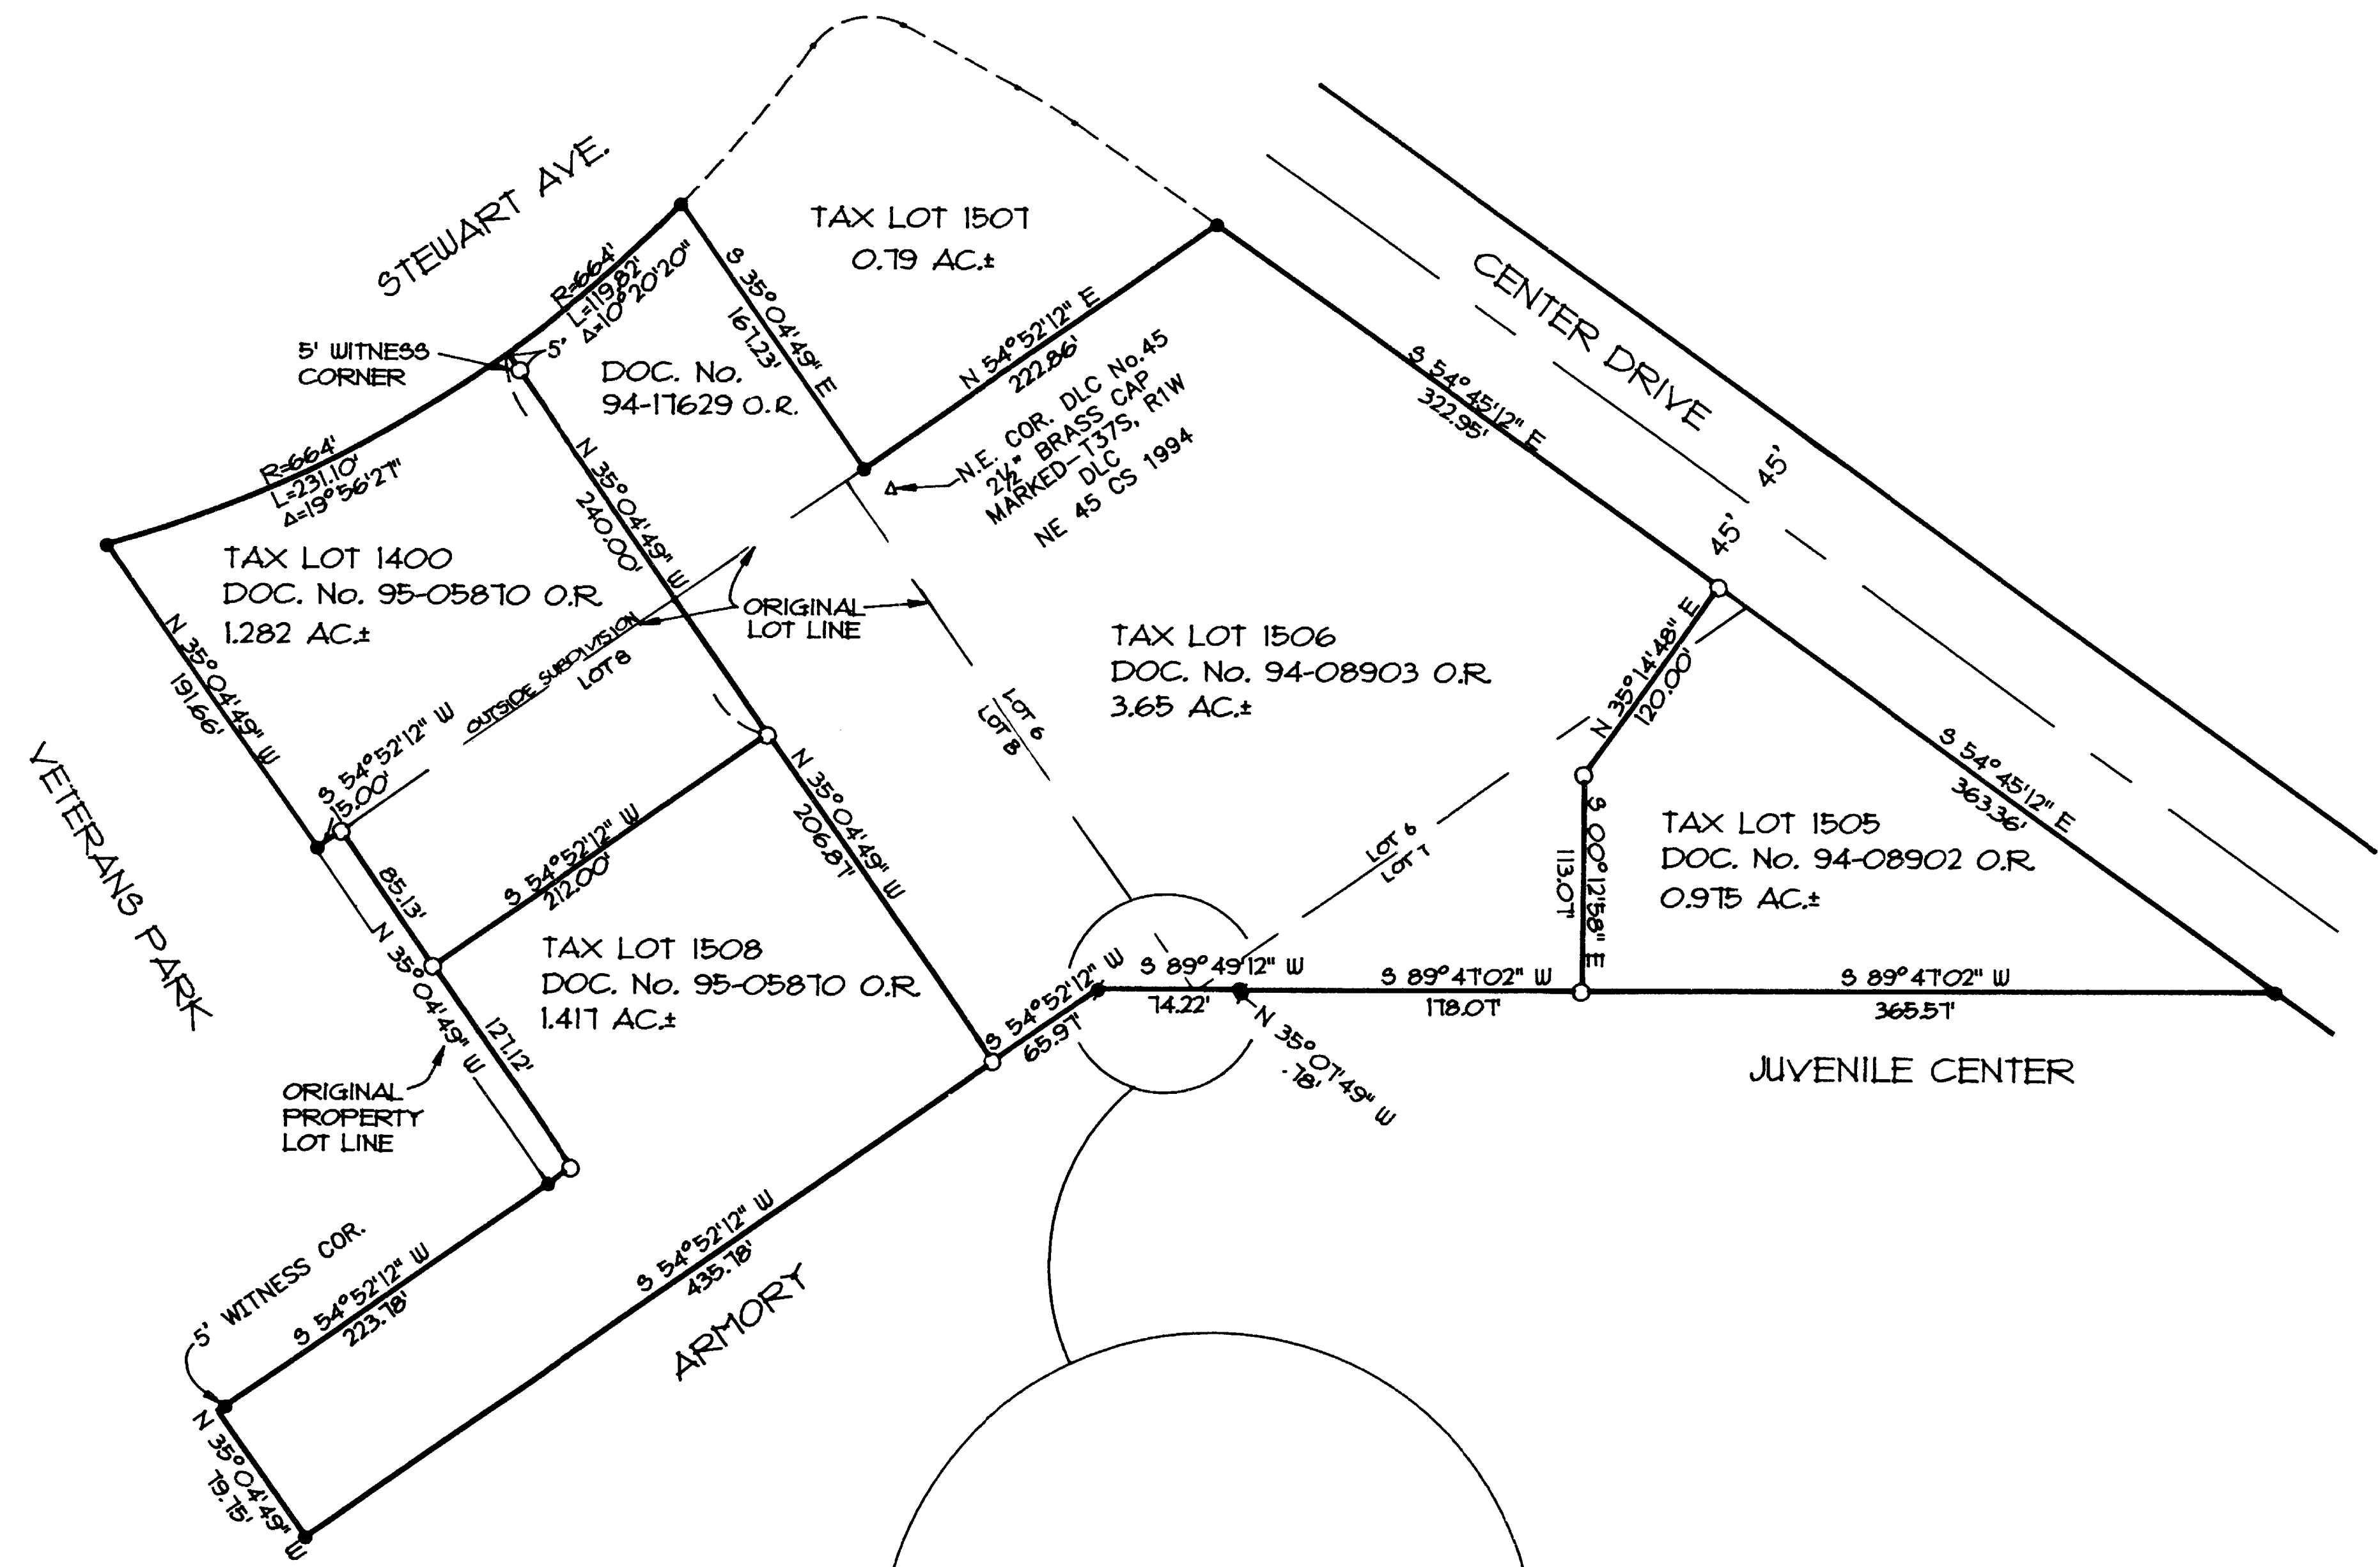 STEWART AVE.
TAX LOT 1507
0.79 AC.±
CENTER DRIVE
45'
45'
R=664'
L=119.82'
Δ=10°20'20"
5'
5' WITNESS
CORNER
S 35°04'49" E
167.23'
DOC. No.
94-17629 O.R.
N 54°52'12" E
222.86'
N.E. COR. DLC No.45
2½" BRASS CAP
MARKED-T37S, R1W
DLC
NE 45 CS 1994
S 54°45'12" E
322.95'
R=664'
L=231.10'
Δ=19°56'27"
N 35°04'49" W
240.00'
TAX LOT 1400
DOC. No. 95-05870 O.R.
1.282 AC.±
ORIGINAL
LOT LINE
OUTSIDE SUBDIVISION
LOT 8
TAX LOT 1506
DOC. No. 94-08903 O.R.
3.65 AC.±
N 35°14'48" E
120.00'
N 35°04'49" W
191.66'
S 54°52'12" W
15.00'
LOT 6
LOT 8
VETERANS PARK
S 54°52'12" W
212.00'
N 35°04'49" W
206.87'
85.13'
N 35°04'49" W
127.12'
LOT 6
LOT 7
S 00°12'58" E
113.07'
TAX LOT 1505
DOC. No. 94-08902 O.R.
0.975 AC.±
S 54°45'12" E
363.36'
TAX LOT 1508
DOC. No. 95-05870 O.R.
1.417 AC.±
S 54°52'12" W
65.97'
S 89°49'12" W
74.22'
S 89°47'02" W
178.07'
S 89°47'02" W
365.57'
N 35°07'49" W
.78'
JUVENILE CENTER
ORIGINAL
PROPERTY
LOT LINE
5' WITNESS COR.
S 54°52'12" W
223.78'
S 54°52'12" W
435.78'
ARMORY
N 35°04'49" W
79.75'